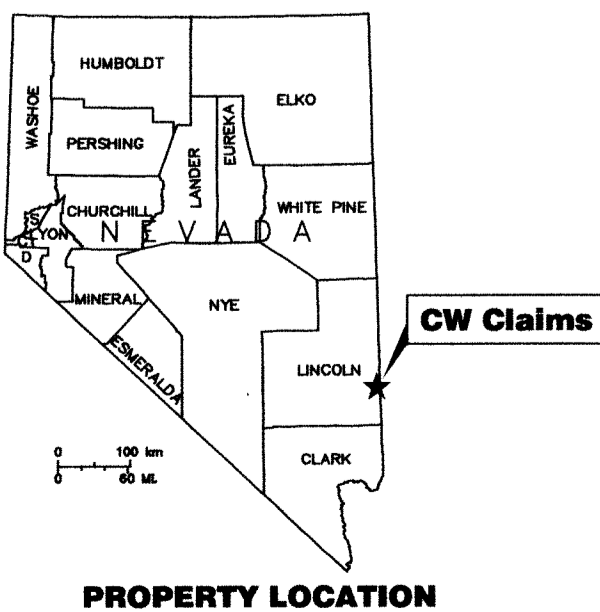 HUMBOLDT
ELKO
WASHOE
PERSHING
LANDER
EUREKA
WHITE PINE
CHURCHILL
S
LYON
C
D
NEVADA
MINERAL
NYE
ESMERALDA
CW Claims
LINCOLN
CLARK
0 100 km
0 60 MI.
PROPERTY LOCATION